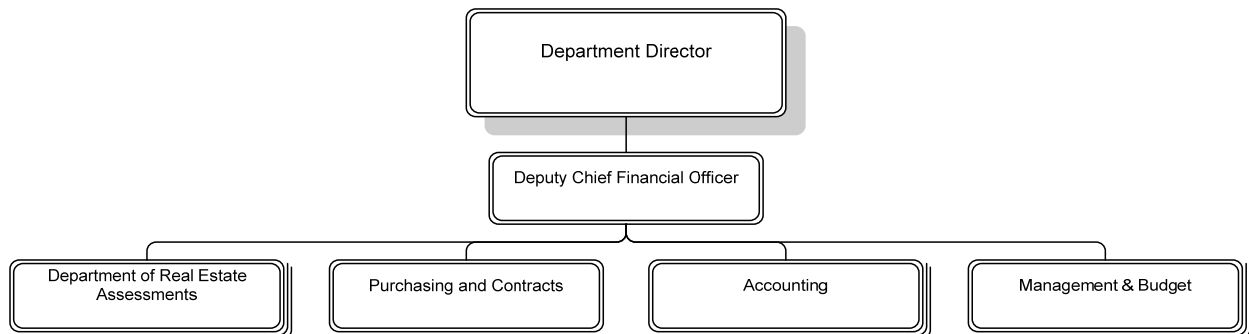 Department Director
Deputy Chief Financial Officer
Department of Real Estate
Assessments
Purchasing and Contracts
Accounting
Management & Budget